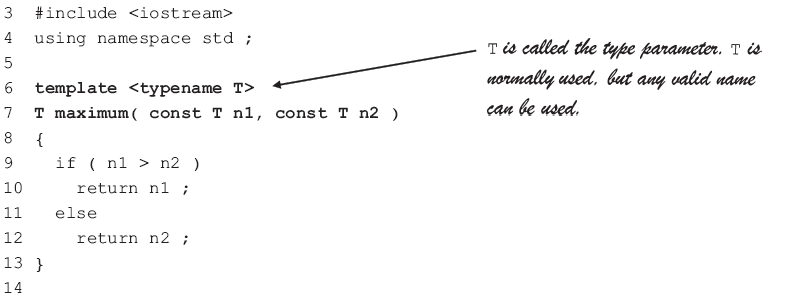 3 #include <iostream>
4 using namespace std ;
5
6 template <typename T>
7 T maximum( const T n1, const T n2 )
8 {
9 if ( n1 > n2 )
10 return n1 ;
11 else
12 return n2 ;
13 }
14
T is called the type parameter. T is
normally used, but any valid name
can be used.